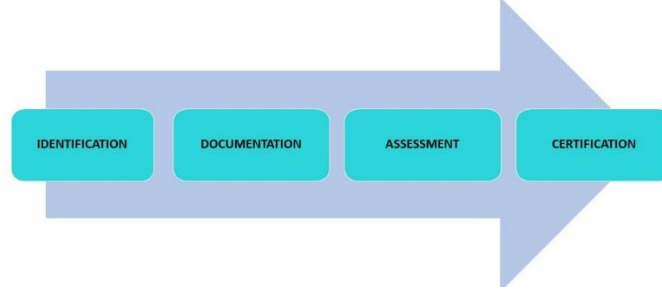 IDENTIFICATION
DOCUMENTATION
ASSESSMENT
CERTIFICATION